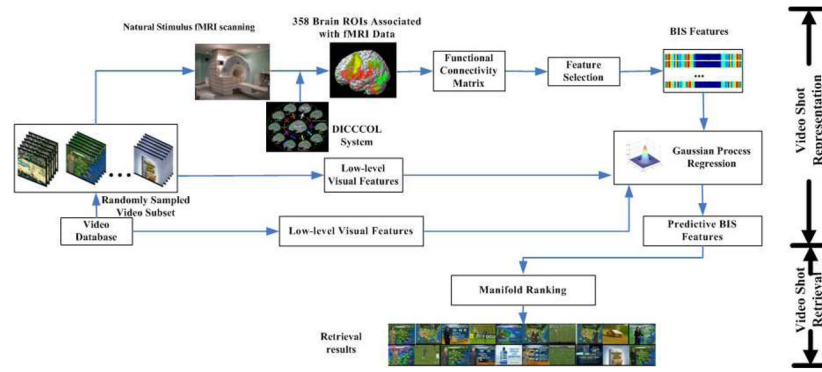 Natural Stimulus fMRI scanning
358 Brain ROIs Associated
with fMRI Data
BIS Features
Functional
Connectivity
Matrix
Feature
Selection
...
DICCCOL
System
Gaussian Process
Regression
Low-level
Visual Features
Randomly Sampled
Video Subset
Video
Database
Low-level Visual Features
Predictive BIS
Features
Manifold Ranking
Retrieval
results
Video Shot
Representation
Video Shot
Retrieval